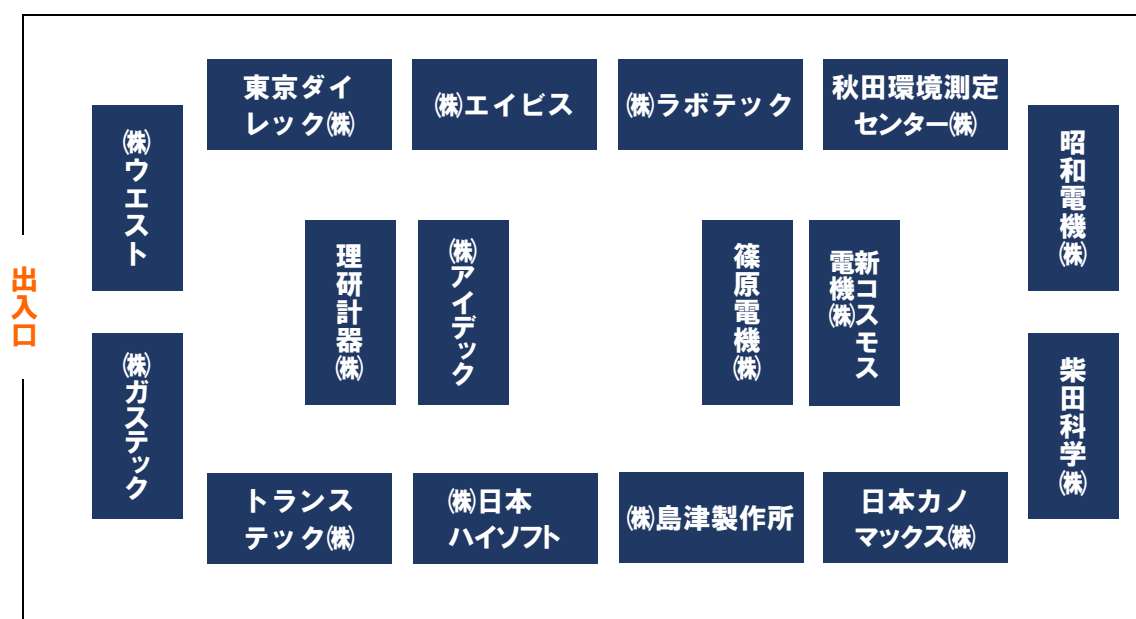 東京ダイ
レック㈱
㈱エイビス
㈱ラボテック
秋田環境測定
センター㈱
㈱ウエスト
昭和電機㈱
出入口
理研計器㈱
㈱アイデック
篠原電機㈱
新コスモス
電機㈱
㈱ガステック
柴田科学㈱
トランス
テック㈱
㈱日本
ハイソフト
㈱島津製作所
日本カノ
マックス㈱